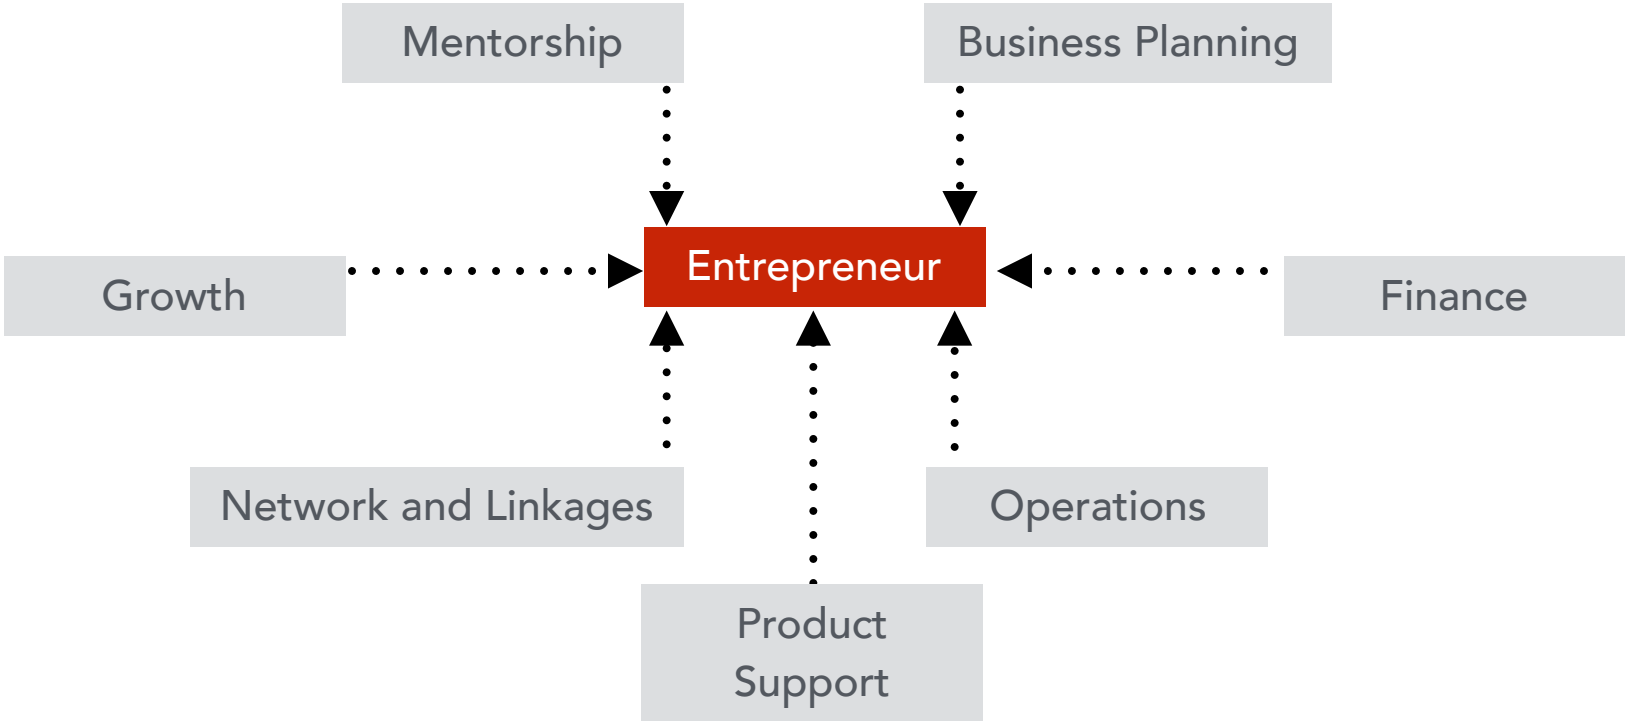 Mentorship
Business Planning
Entrepreneur
Growth
Finance
Network and Linkages
Operations
Product
Support